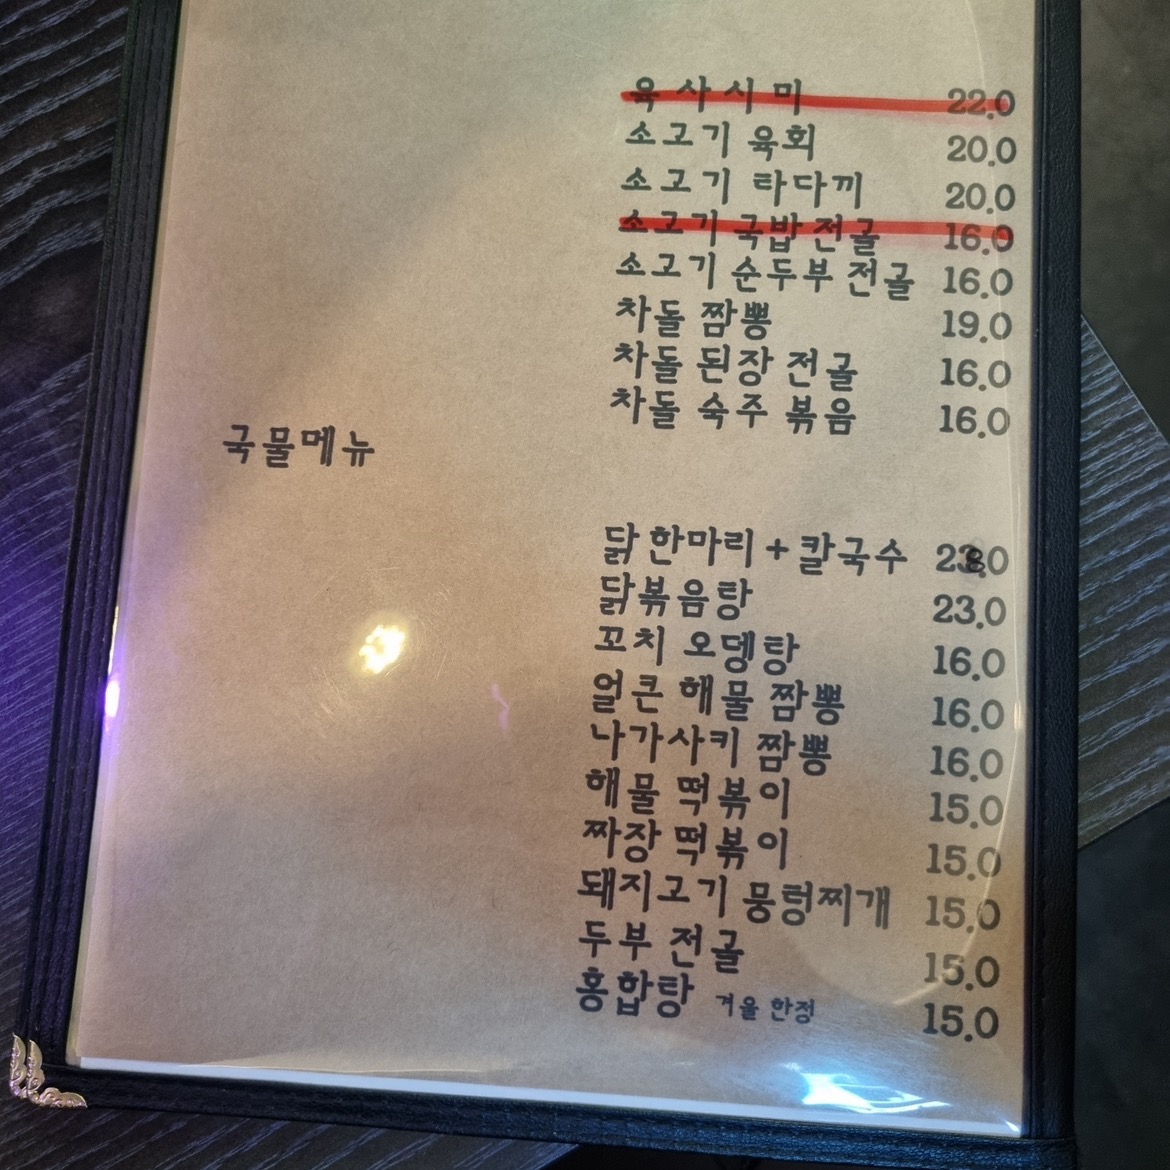 육사시미 22.0
소고기 육회 20.0
소고기 타다끼 20.0
소고기 국밥 전골 16.0
소고기 순두부 전골 16.0
차돌 짬뽕 19.0
차돌 된장 전골 16.0
차돌 숙주 볶음 16.0
국물메뉴
닭 한마리 + 칼국수 28.0
닭볶음탕 23.0
꼬치 오뎅탕 16.0
얼큰 해물 짬뽕 16.0
나가사키 짬뽕 16.0
해물 떡볶이 15.0
짜장 떡볶이 15.0
돼지고기 뭉텅찌개 15.0
두부 전골 15.0
홍합탕 겨울 한정 15.0